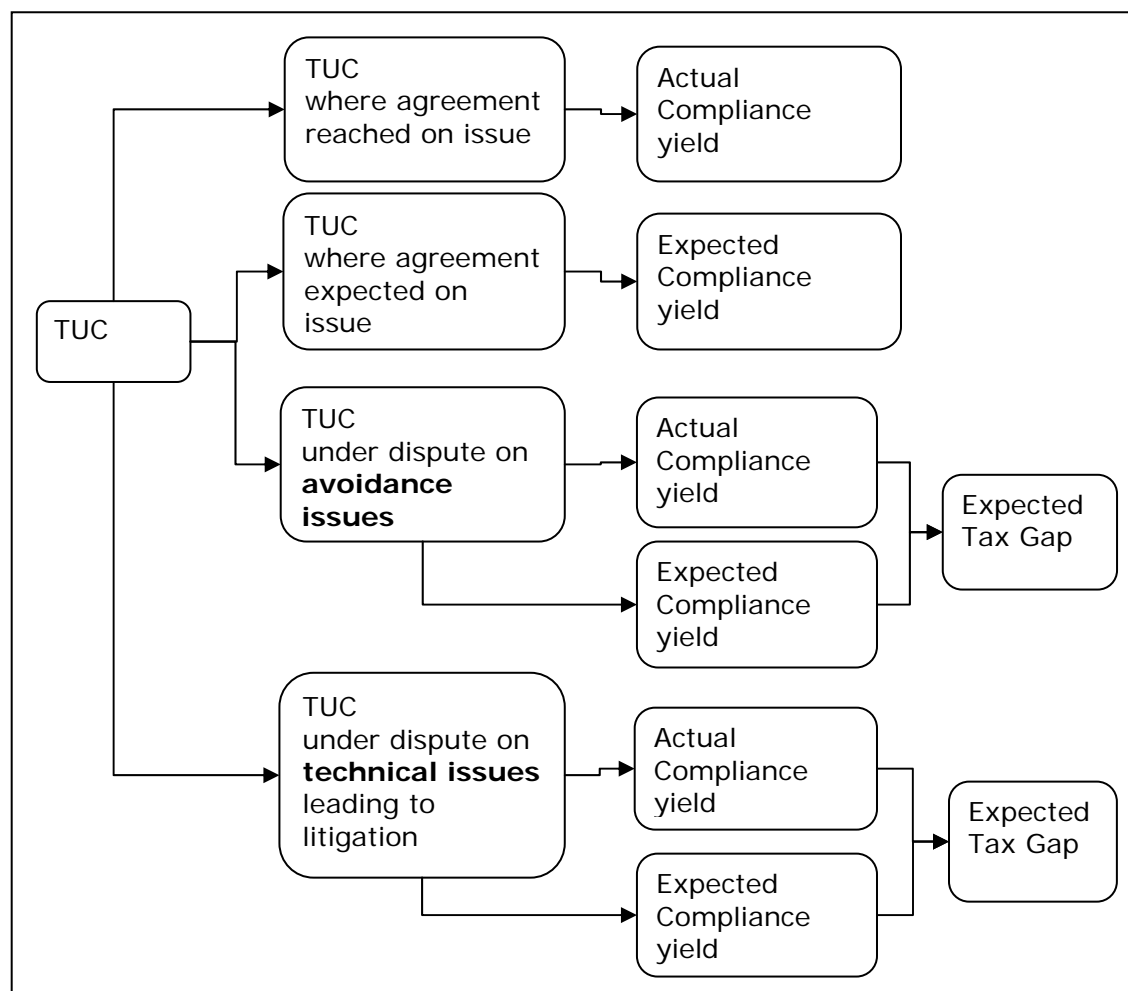 TUC
where agreement
reached on issue
Actual
Compliance
yield
TUC
where agreement
expected on
issue
Expected
Compliance
yield
TUC
TUC
under dispute on
avoidance
issues
Actual
Compliance
yield
Expected
Compliance
yield
Expected
Tax Gap
TUC
under dispute on
technical issues
leading to
litigation
Actual
Compliance
yield
Expected
Compliance
yield
Expected
Tax Gap